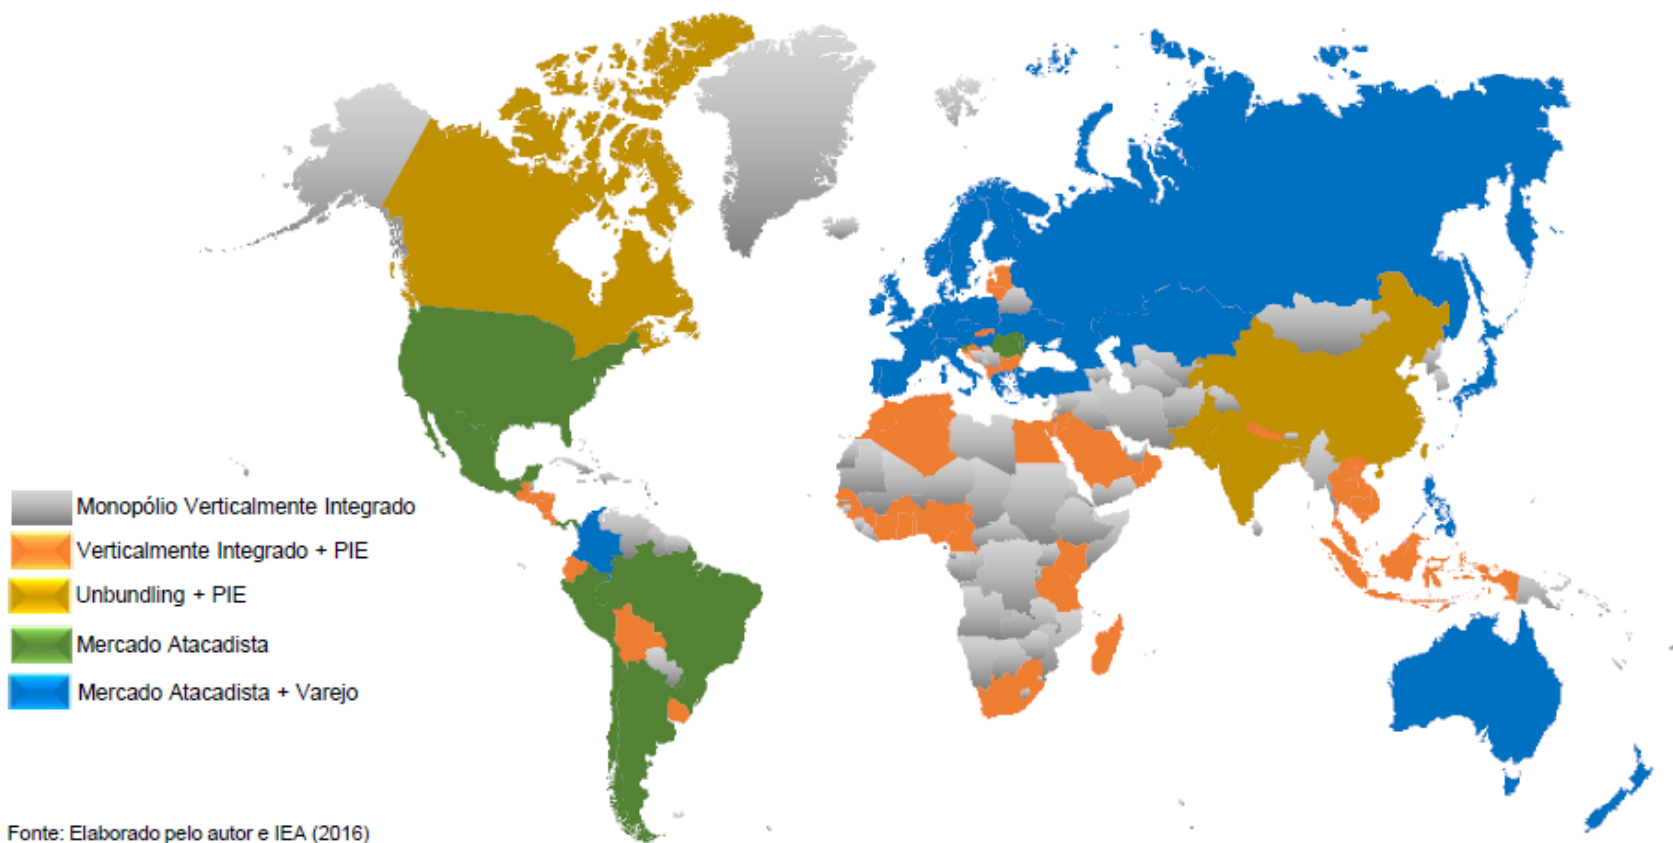 Monopólio Verticalmente Integrado
Verticalmente Integrado + PIE
Unbundling + PIE
Mercado Atacadista
Mercado Atacadista + Varejo
Fonte: Elaborado pelo autor e IEA (2016)